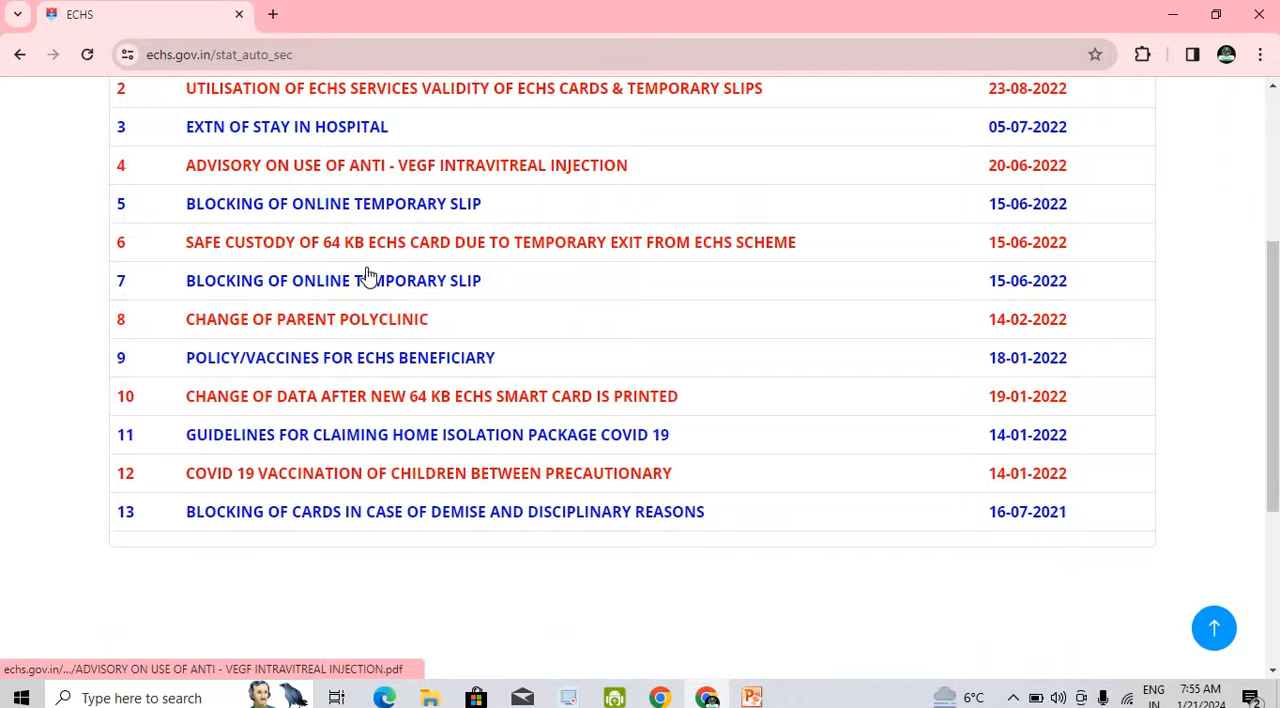 ECHS
echs.gov.in/stat_auto_sec
2 UTILISATION OF ECHS SERVICES VALIDITY OF ECHS CARDS & TEMPORARY SLIPS 23-08-2022
3 EXTN OF STAY IN HOSPITAL 05-07-2022
4 ADVISORY ON USE OF ANTI - VEGF INTRAVITREAL INJECTION 20-06-2022
5 BLOCKING OF ONLINE TEMPORARY SLIP 15-06-2022
6 SAFE CUSTODY OF 64 KB ECHS CARD DUE TO TEMPORARY EXIT FROM ECHS SCHEME 15-06-2022
7 BLOCKING OF ONLINE TEMPORARY SLIP 15-06-2022
8 CHANGE OF PARENT POLYCLINIC 14-02-2022
9 POLICY/VACCINES FOR ECHS BENEFICIARY 18-01-2022
10 CHANGE OF DATA AFTER NEW 64 KB ECHS SMART CARD IS PRINTED 19-01-2022
11 GUIDELINES FOR CLAIMING HOME ISOLATION PACKAGE COVID 19 14-01-2022
12 COVID 19 VACCINATION OF CHILDREN BETWEEN PRECAUTIONARY 14-01-2022
13 BLOCKING OF CARDS IN CASE OF DEMISE AND DISCIPLINARY REASONS 16-07-2021
echs.gov.in/.../ADVISORY ON USE OF ANTI - VEGF INTRAVITREAL INJECTION.pdf
Type here to search 6°C ENG 7:55 AM
IN 1/21/2024 2